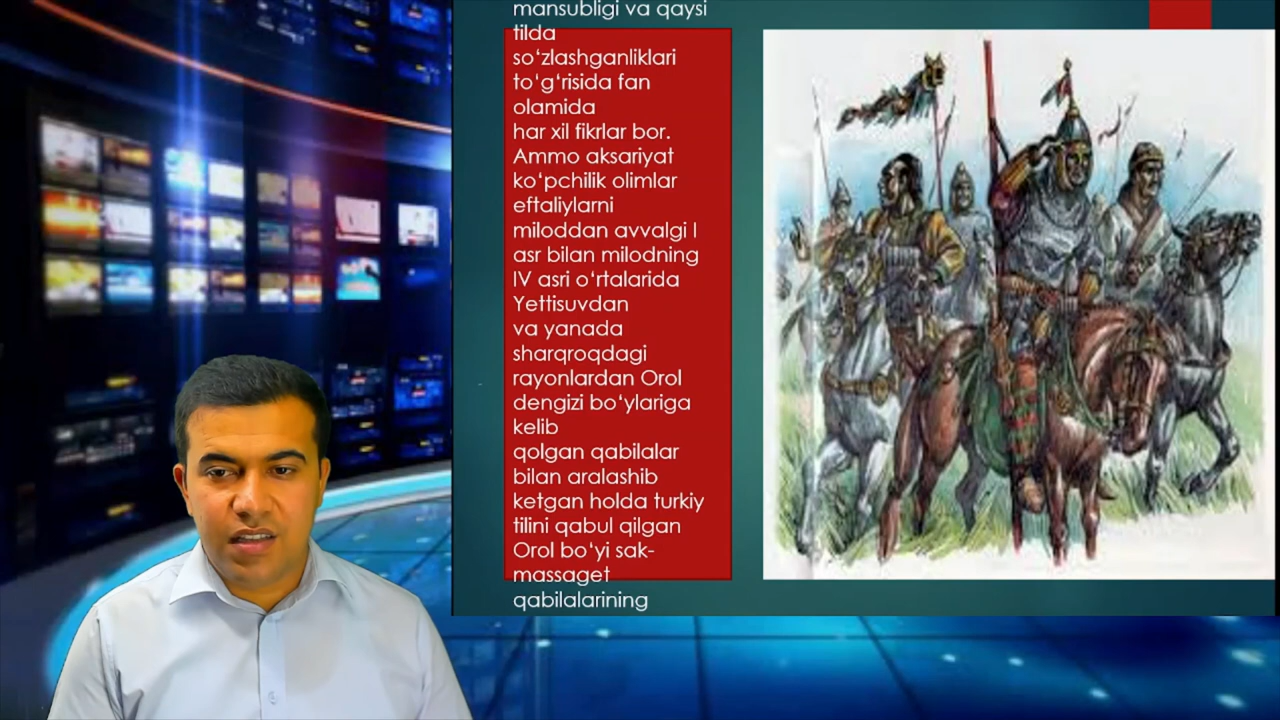 mansubligi va qaysi
tilda
so‘zlashganliklari
to‘g‘risida fan
olamida
har xil fikrlar bor.
Ammo aksariyat
ko‘pchilik olimlar
eftaliylarni
miloddan avvalgi I
asr bilan milodning
IV asri o‘rtalarida
Yettisuvdan
va yanada
sharqroqdagi
rayonlardan Orol
dengizi bo‘ylariga
kelib
qolgan qabilalar
bilan aralashib
ketgan holda turkiy
tilini qabul qilgan
Orol bo‘yi sak-
massaget
qabilalarining